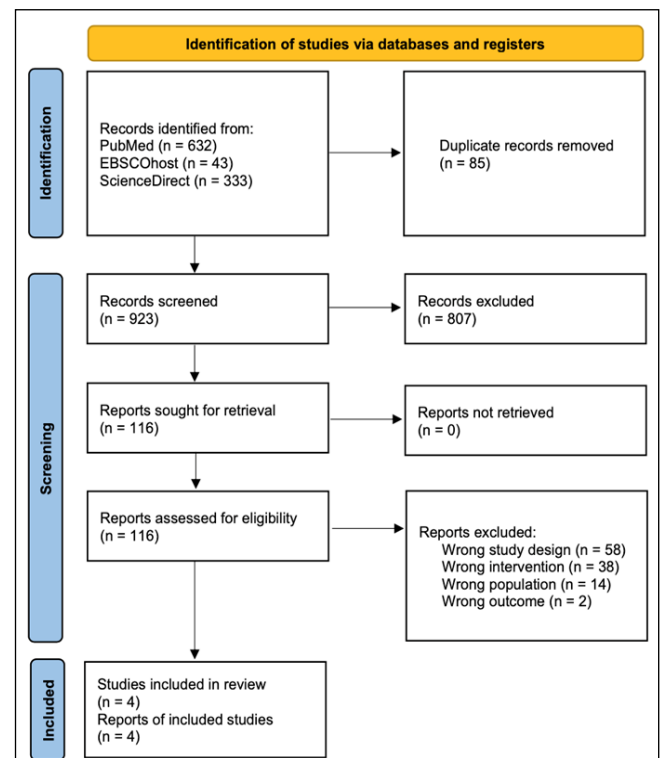 Identification of studies via databases and registers
Identification
Records identified from:
PubMed (n = 632)
EBSCOhost (n = 43)
ScienceDirect (n = 333)
Duplicate records removed
(n = 85)
Screening
Records screened
(n = 923)
Records excluded
(n = 807)
Reports sought for retrieval
(n = 116)
Reports not retrieved
(n = 0)
Reports assessed for eligibility
(n = 116)
Reports excluded:
Wrong study design (n = 58)
Wrong intervention (n = 38)
Wrong population (n = 14)
Wrong outcome (n = 2)
Included
Studies included in review
(n = 4)
Reports of included studies
(n = 4)